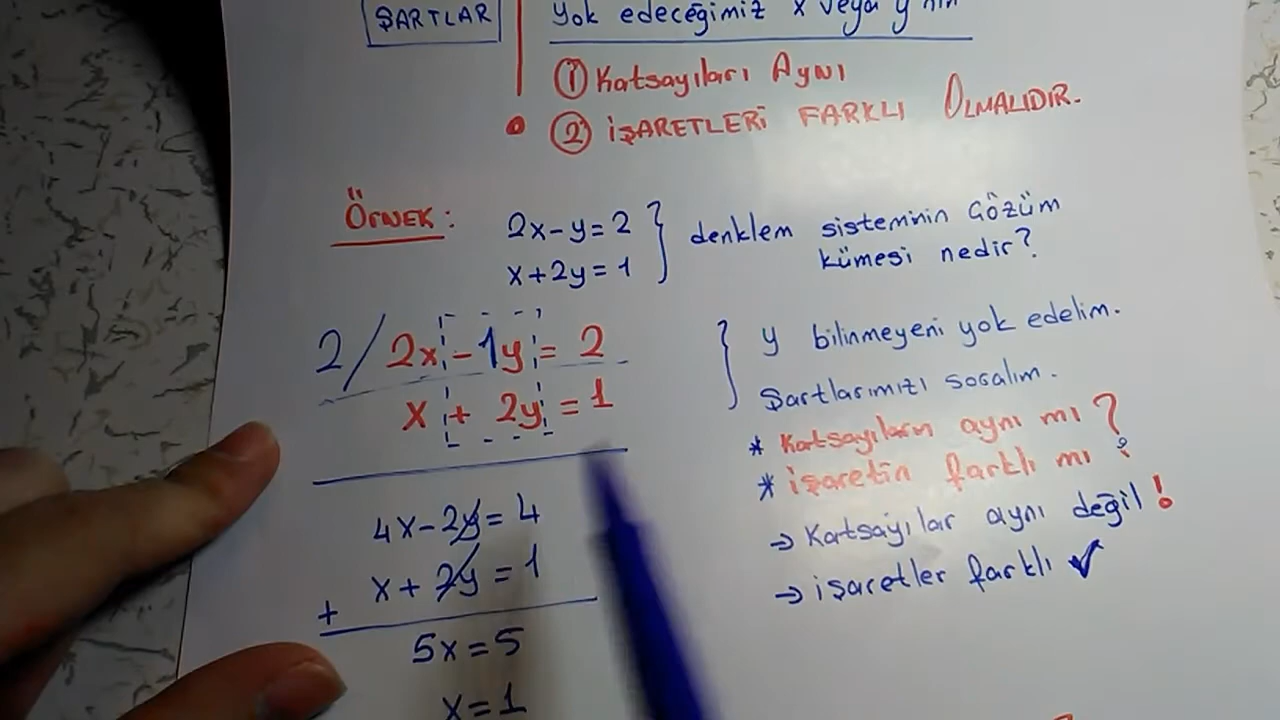 ŞARTLAR
Yok edeceğimiz x veya y'nin
① Katsayıları Aynı
② İŞARETLERİ FARKLI OLMALIDIR.
ÖRNEK:
2x-y=2
x+2y=1
denklem sisteminin Çözüm
kümesi nedir?
2/2x-1y=2
x+2y=1
y bilinmeyeni yok edelim.
Şartlarımızı soralım.
* Katsayıların aynı mı?
* işaretin farklı mı?
→ Katsayılar aynı değil!
→ işaretler farklı ✓
4x-2y=4
x+2y=1
+
5x=5
x=1